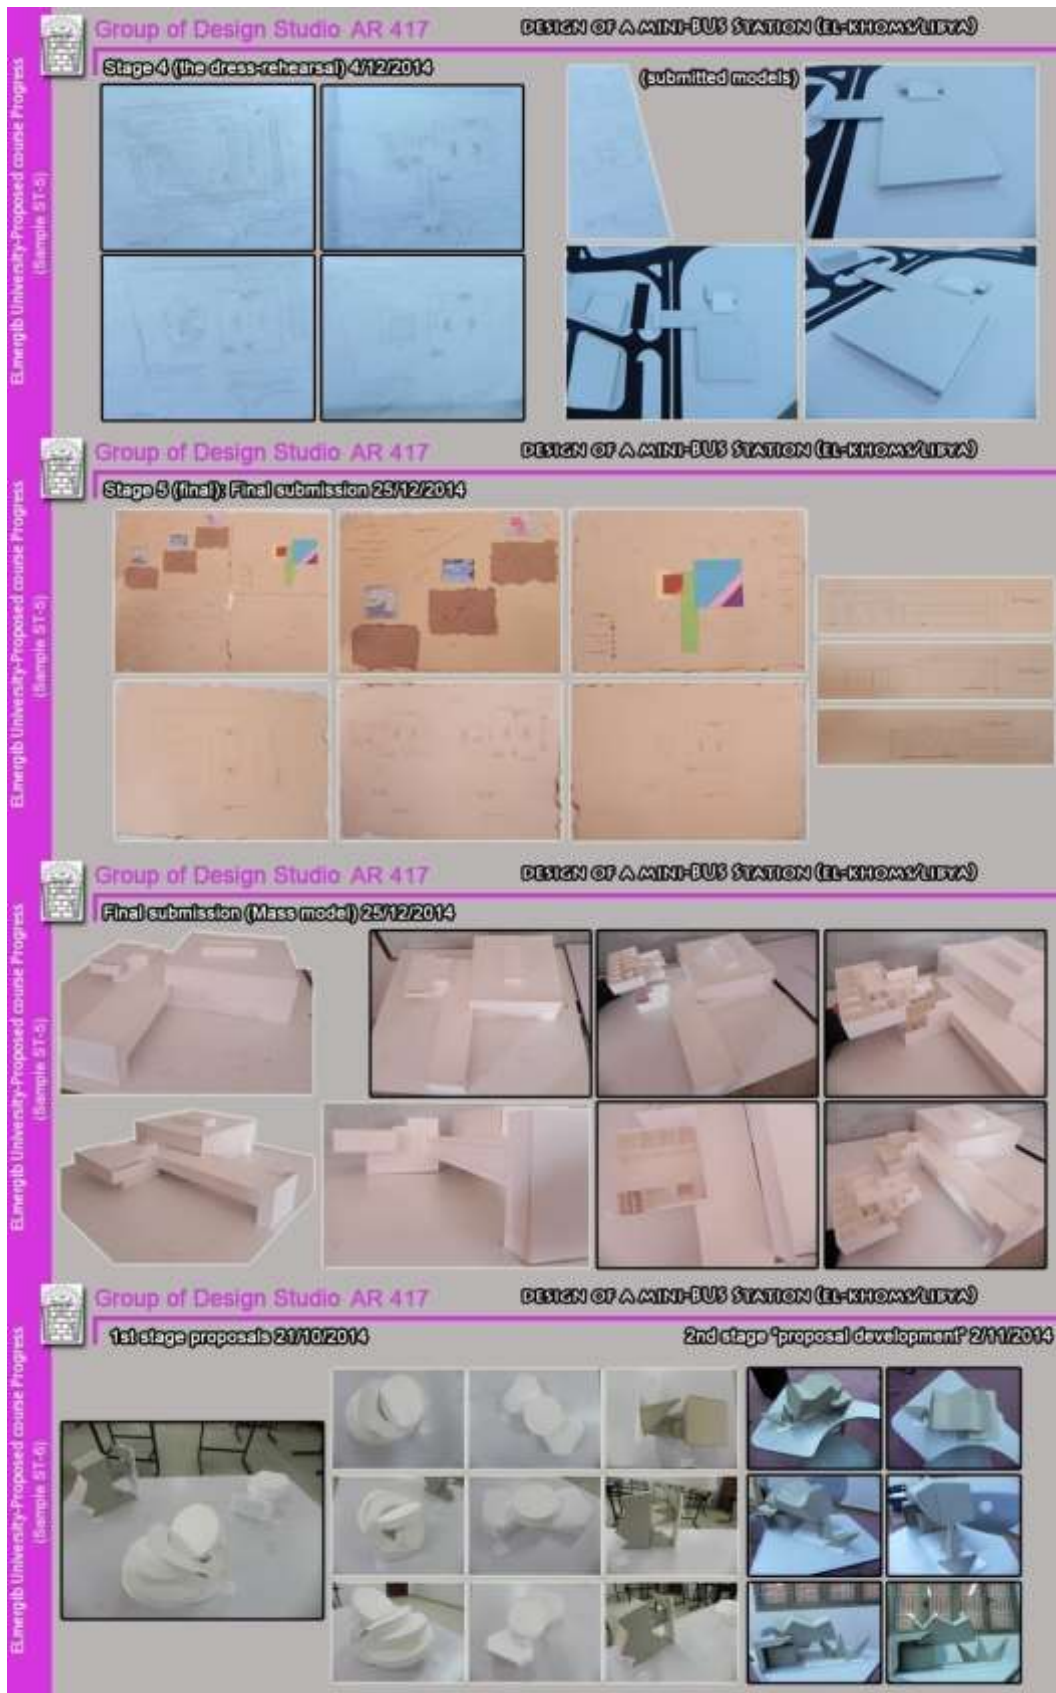 Group of Design Studio AR 417
DESIGN OF A MINI-BUS STATION (EL-KHOMS/LIBYA)
Stage 4 (the dress-rehearsal) 4/12/2014
(submitted models)
ELmergib University-Proposed course Progress
(Sample ST-5)
Group of Design Studio AR 417
DESIGN OF A MINI-BUS STATION (EL-KHOMS/LIBYA)
Stage 5 (final): Final submission 25/12/2014
ELmergib University-Proposed course Progress
(Sample ST-5)
Group of Design Studio AR 417
DESIGN OF A MINI-BUS STATION (EL-KHOMS/LIBYA)
Final submission (Mass model) 25/12/2014
ELmergib University-Proposed course Progress
(Sample ST-5)
Group of Design Studio AR 417
DESIGN OF A MINI-BUS STATION (EL-KHOMS/LIBYA)
1st stage proposals 21/10/2014
2nd stage "proposal development" 2/11/2014
ELmergib University-Proposed course Progress
(Sample ST-6)